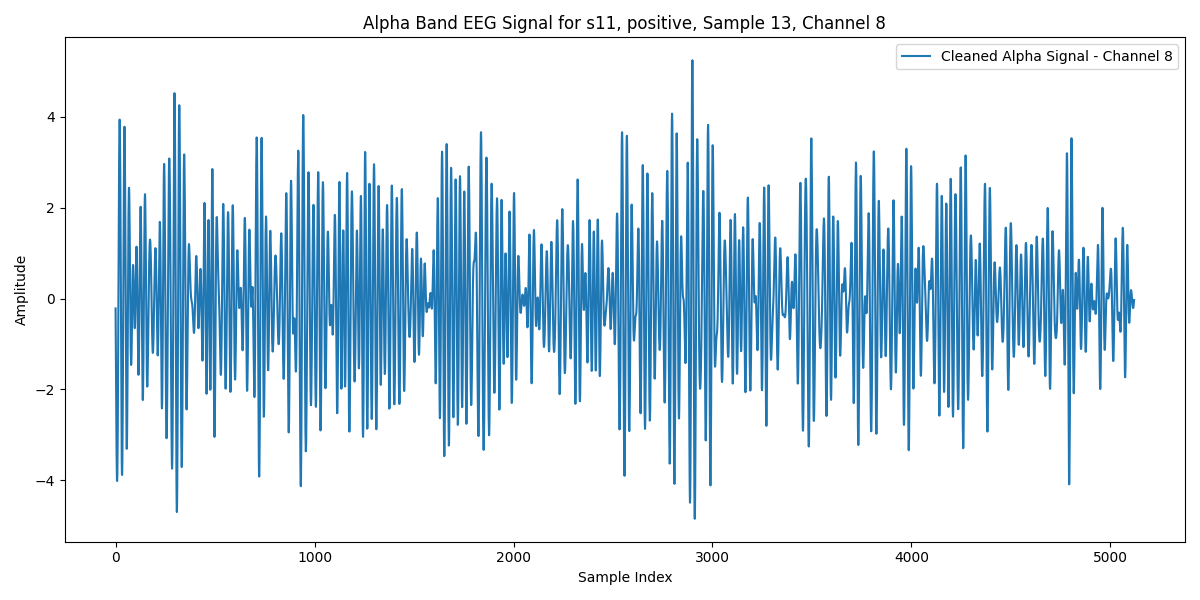 Alpha Band EEG Signal for s11, positive, Sample 13, Channel 8
Cleaned Alpha Signal - Channel 8
Amplitude
4
2
0
−2
−4
0 1000 2000 3000 4000 5000
Sample Index